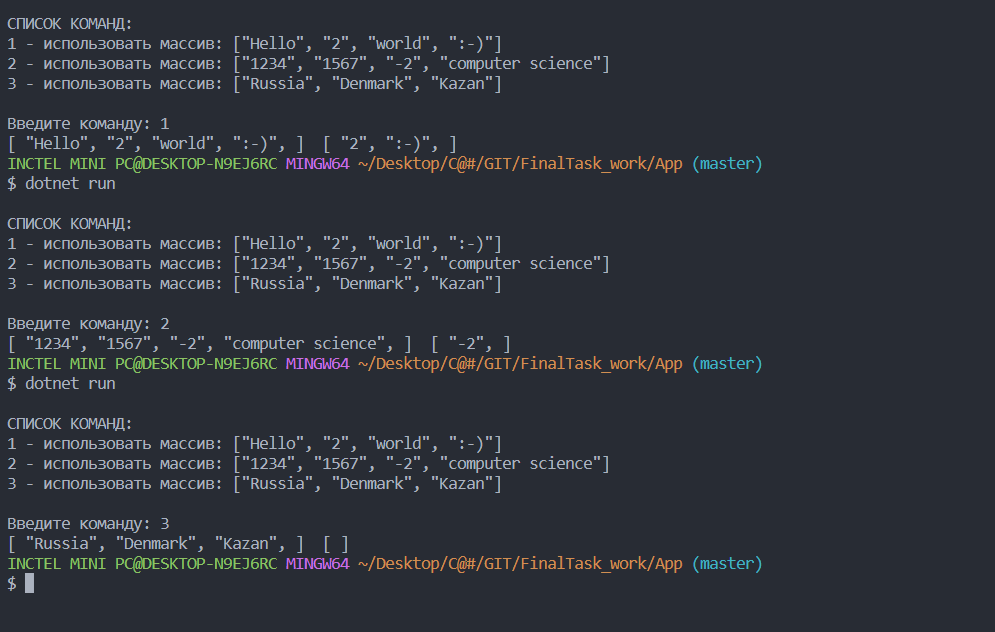 СПИСОК КОМАНД:
1 - использовать массив: ["Hello", "2", "world", ":-)"]
2 - использовать массив: ["1234", "1567", "-2", "computer science"]
3 - использовать массив: ["Russia", "Denmark", "Kazan"]
Введите команду: 1
[ "Hello", "2", "world", ":-)", ]  [ "2", ":-)", ]
INCTEL MINI PC@DESKTOP-N9EJ6RC MINGW64 ~/Desktop/C@#/GIT/FinalTask_work/App (master)
$ dotnet run
СПИСОК КОМАНД:
1 - использовать массив: ["Hello", "2", "world", ":-)"]
2 - использовать массив: ["1234", "1567", "-2", "computer science"]
3 - использовать массив: ["Russia", "Denmark", "Kazan"]
Введите команду: 2
[ "1234", "1567", "-2", "computer science", ]  [ "-2", ]
INCTEL MINI PC@DESKTOP-N9EJ6RC MINGW64 ~/Desktop/C@#/GIT/FinalTask_work/App (master)
$ dotnet run
СПИСОК КОМАНД:
1 - использовать массив: ["Hello", "2", "world", ":-)"]
2 - использовать массив: ["1234", "1567", "-2", "computer science"]
3 - использовать массив: ["Russia", "Denmark", "Kazan"]
Введите команду: 3
[ "Russia", "Denmark", "Kazan", ]  [ ]
INCTEL MINI PC@DESKTOP-N9EJ6RC MINGW64 ~/Desktop/C@#/GIT/FinalTask_work/App (master)
$